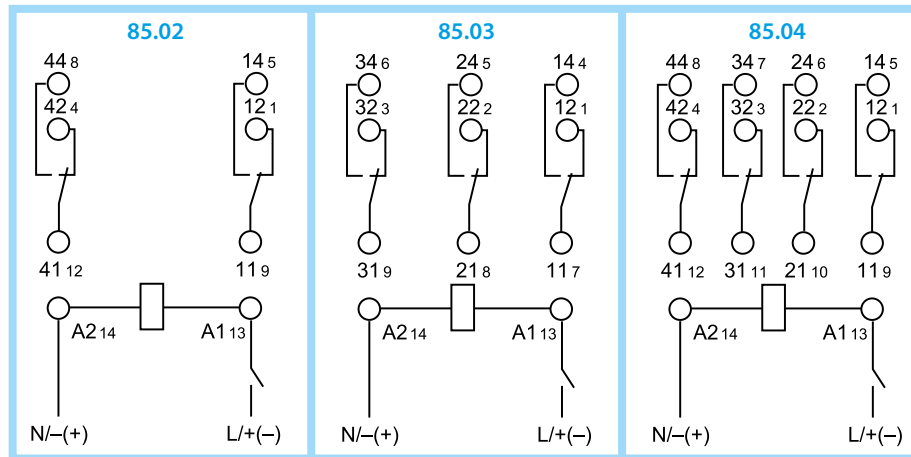 85.02 85.03 85.04
44 8 14 5 34 6 24 5 14 4 44 8 34 7 24 6 14 5
42 4 12 1 32 3 22 2 12 1 42 4 32 3 22 2 12 1
41 12 11 9 31 9 21 8 11 7 41 12 31 11 21 10 11 9
A2 14 A1 13 A2 14 A1 13 A2 14 A1 13
N/–(+) L/+(–) N/–(+) L/+(–) N/–(+) L/+(–)